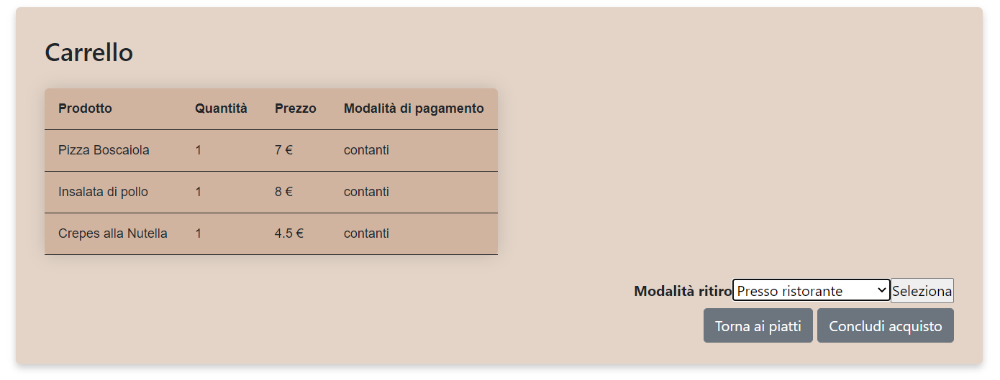 Carrello
Prodotto Quantità Prezzo Modalità di pagamento
Pizza Boscaiola 1 7 € contanti
Insalata di pollo 1 8 € contanti
Crepes alla Nutella 1 4.5 € contanti
Modalità ritiro Presso ristorante Seleziona
Torna ai piatti Concludi acquisto